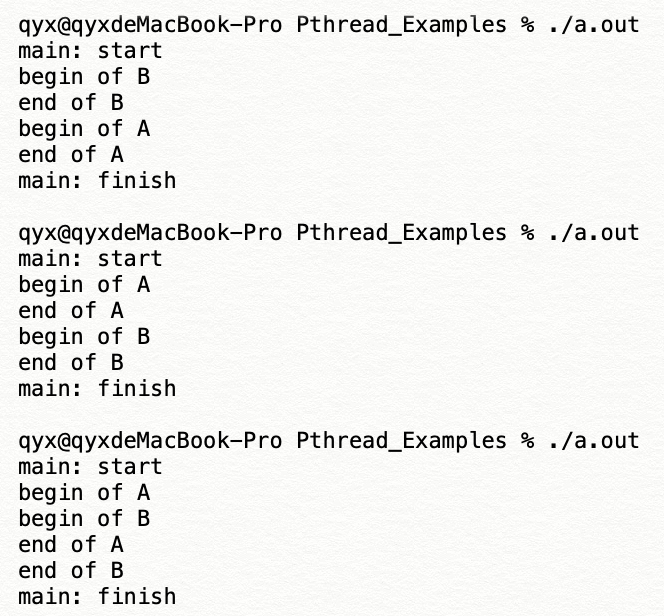 qyx@qyxdeMacBook-Pro Pthread_Examples % ./a.out
main: start
begin of B
end of B
begin of A
end of A
main: finish
qyx@qyxdeMacBook-Pro Pthread_Examples % ./a.out
main: start
begin of A
end of A
begin of B
end of B
main: finish
qyx@qyxdeMacBook-Pro Pthread_Examples % ./a.out
main: start
begin of A
begin of B
end of A
end of B
main: finish